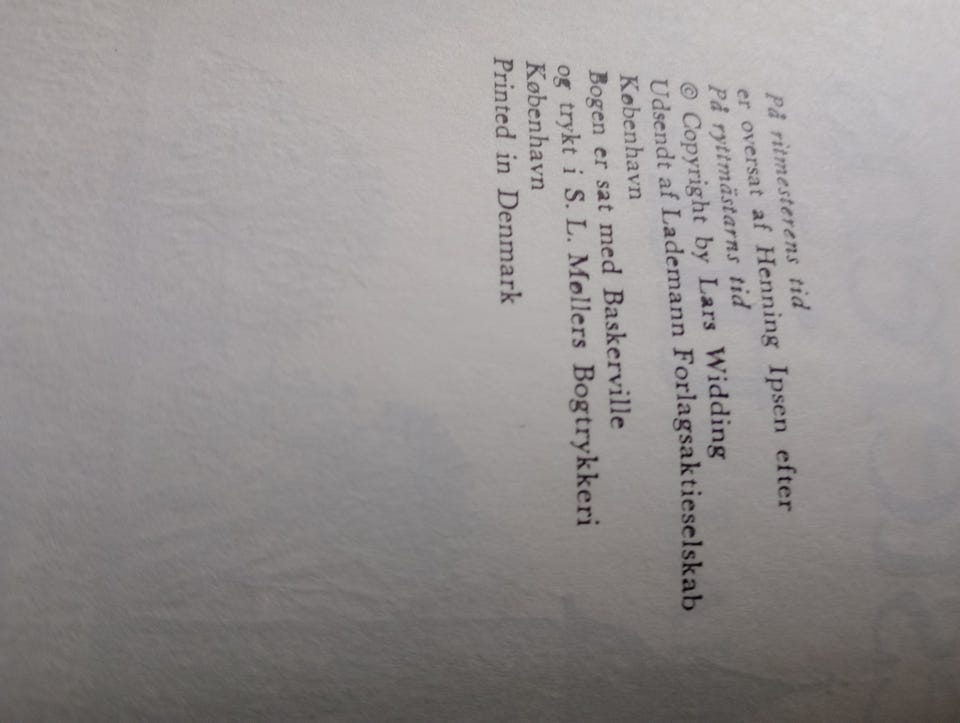 på ritmesterens tid
er oversat af Henning Ipsen efter
på ryttmästarns tid
© Copyright by Lars Widding
Udsendt af Lademann Forlagsaktieselskab
København
Bogen er sat med Baskerville
og trykt i S. L. Møllers Bogtrykkeri
København
Printed in Denmark